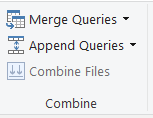 Merge Queries
Append Queries
Combine Files
Combine